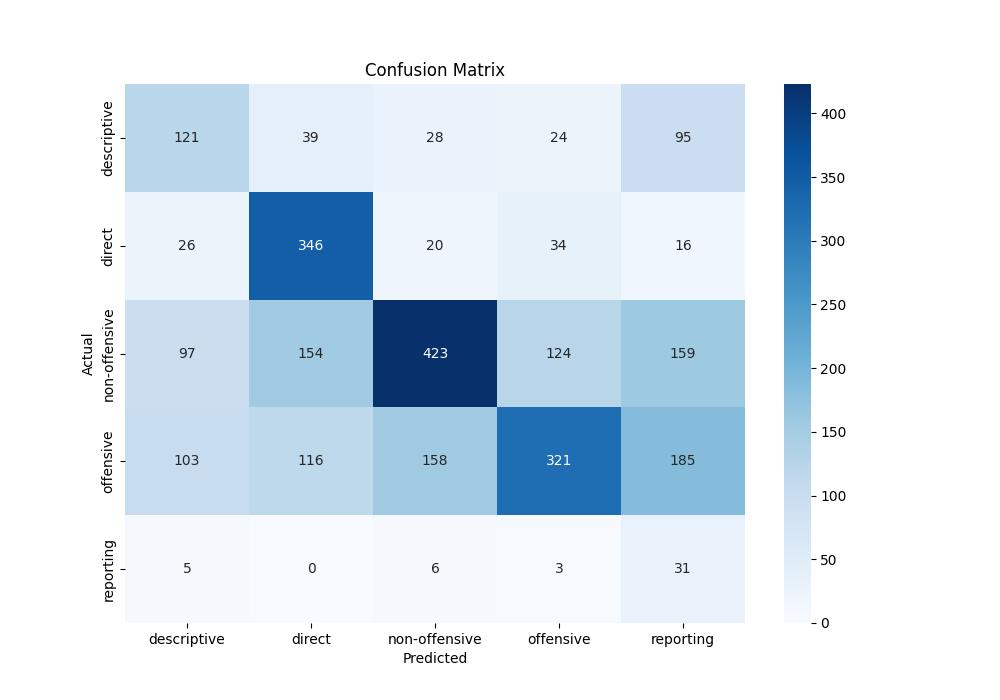 Confusion Matrix
descriptive 121 39 28 24 95
direct 26 346 20 34 16
non-offensive 97 154 423 124 159
offensive 103 116 158 321 185
reporting 5 0 6 3 31
Actual
descriptive direct non-offensive offensive reporting
Predicted
400
350
300
250
200
150
100
50
0